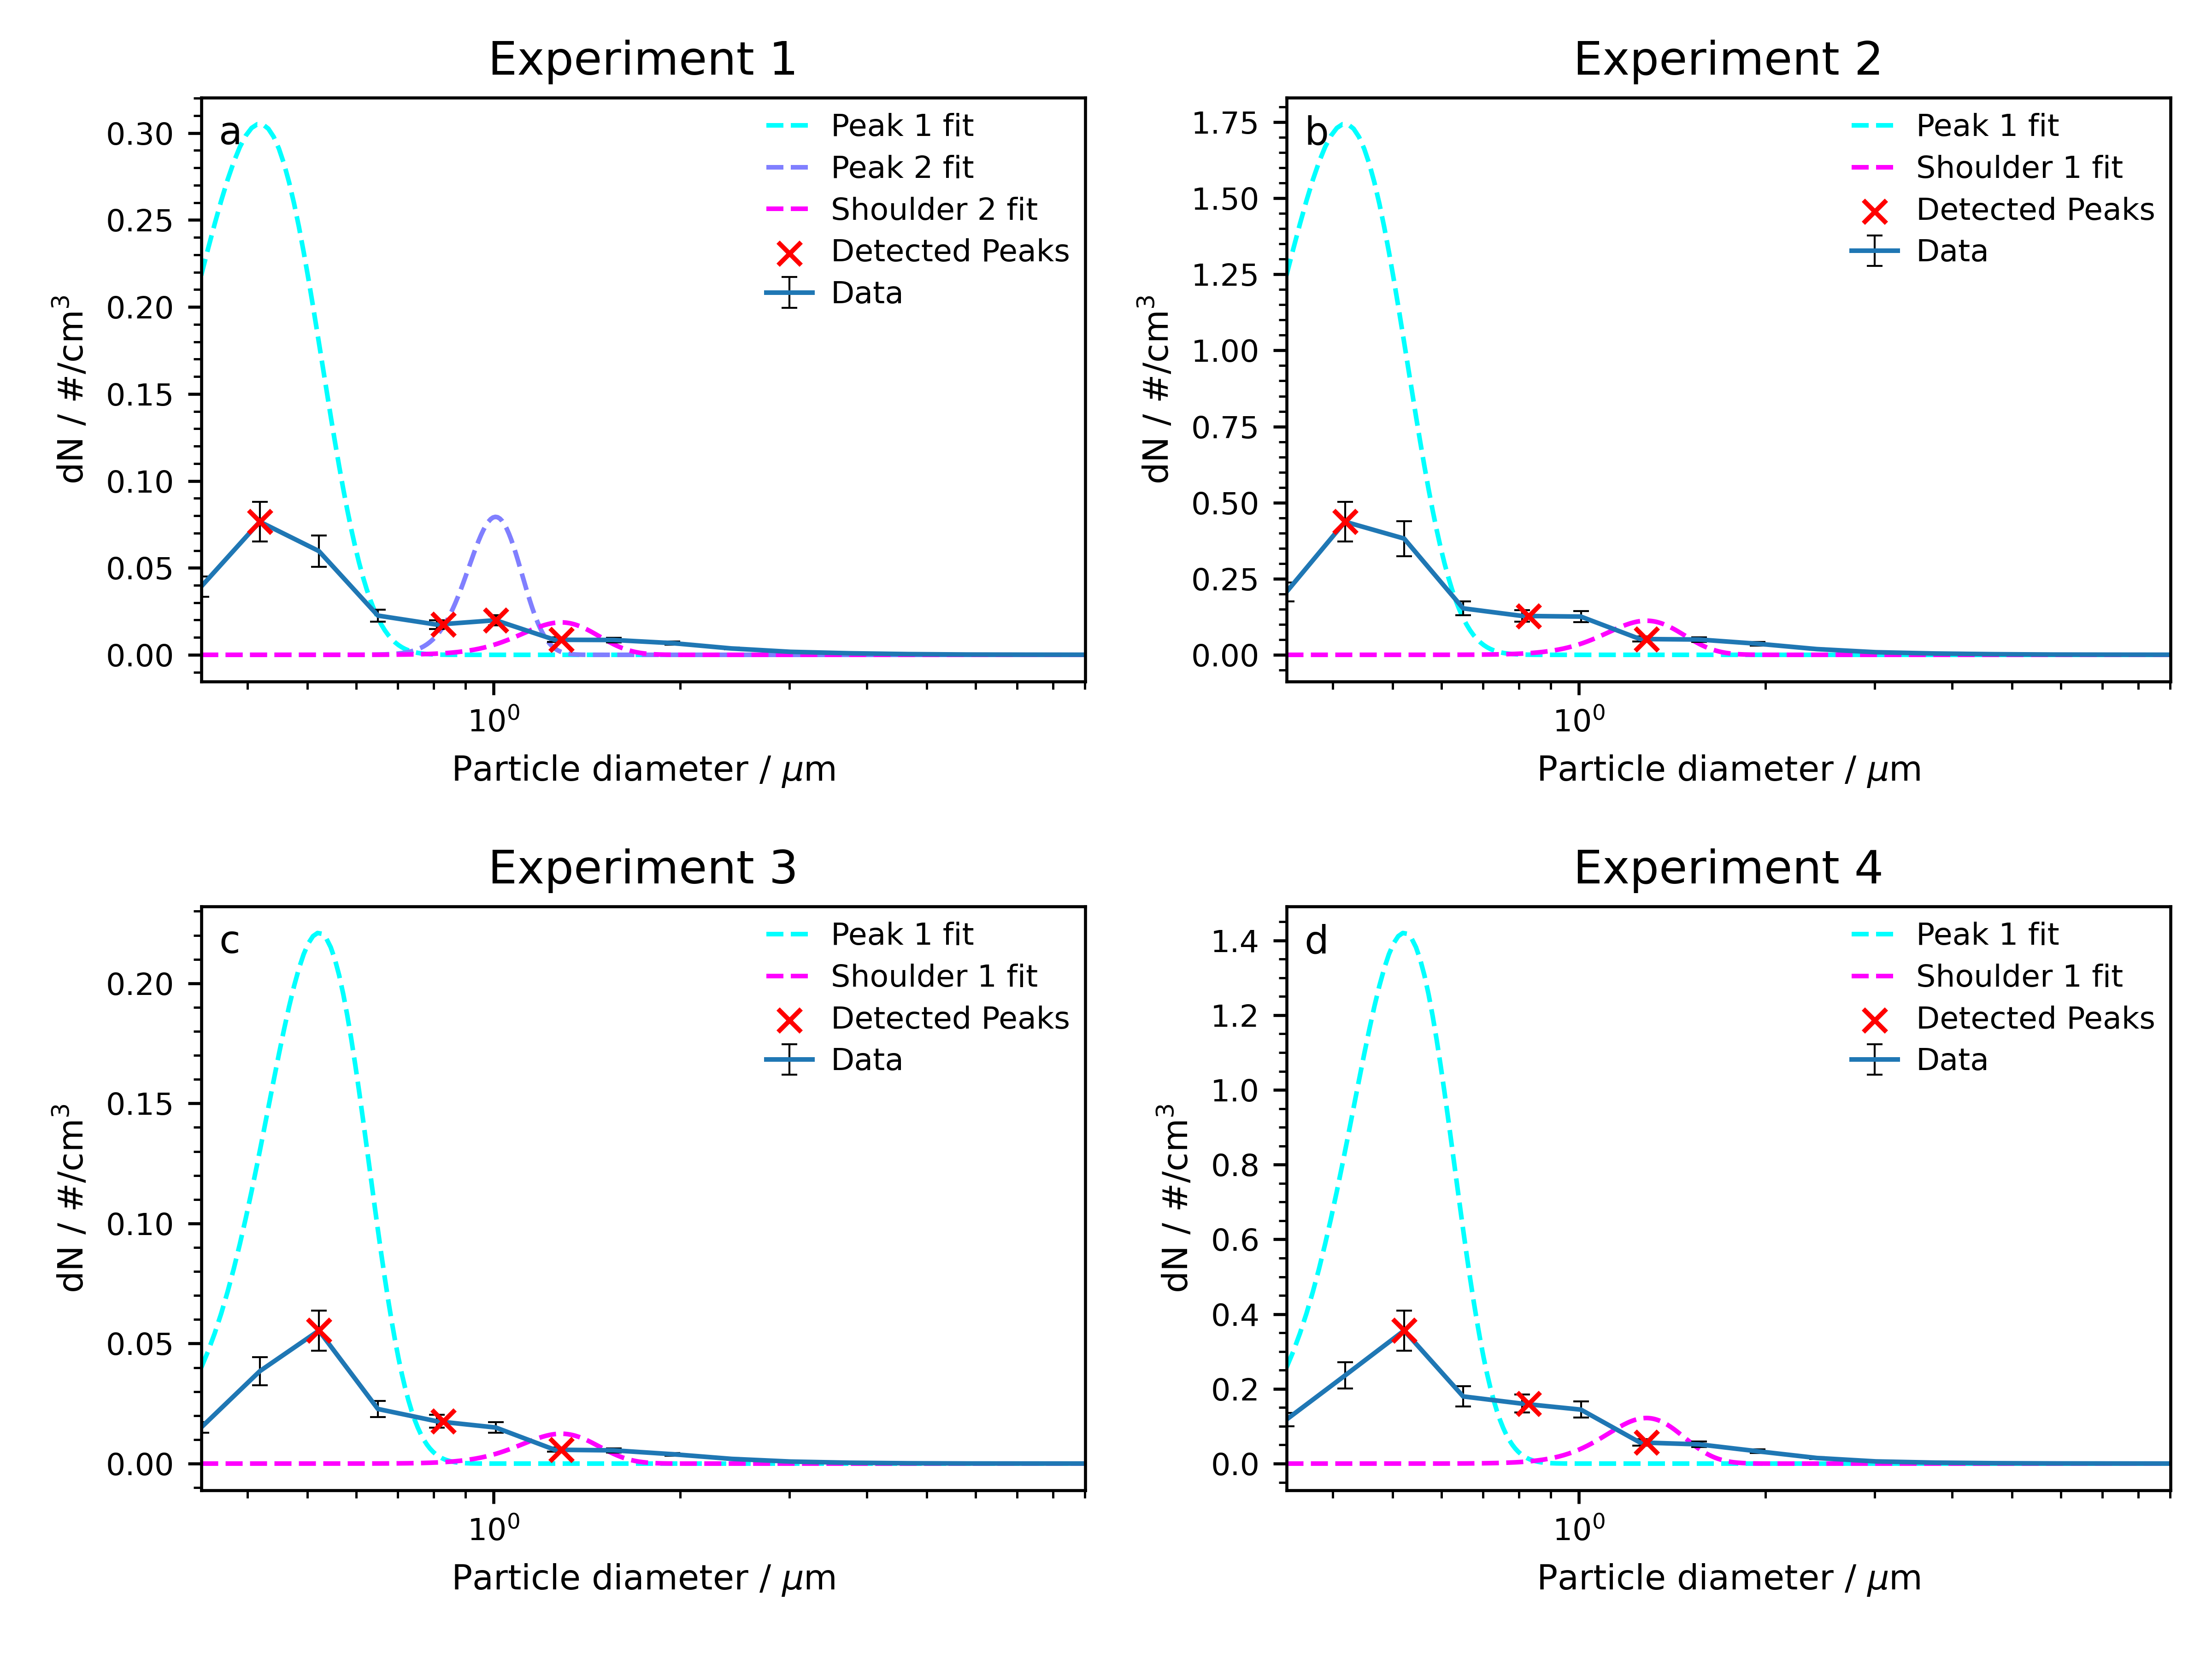 Experiment 1
a
Peak 1 fit
Peak 2 fit
Shoulder 2 fit
Detected Peaks
Data
0.30
0.25
0.20
0.15
0.10
0.05
0.00
dN / #/cm³
10⁰
Particle diameter / μm
Experiment 2
b
Peak 1 fit
Shoulder 1 fit
Detected Peaks
Data
1.75
1.50
1.25
1.00
0.75
0.50
0.25
0.00
dN / #/cm³
10⁰
Particle diameter / μm
Experiment 3
c
Peak 1 fit
Shoulder 1 fit
Detected Peaks
Data
0.20
0.15
0.10
0.05
0.00
dN / #/cm³
10⁰
Particle diameter / μm
Experiment 4
d
Peak 1 fit
Shoulder 1 fit
Detected Peaks
Data
1.4
1.2
1.0
0.8
0.6
0.4
0.2
0.0
dN / #/cm³
10⁰
Particle diameter / μm